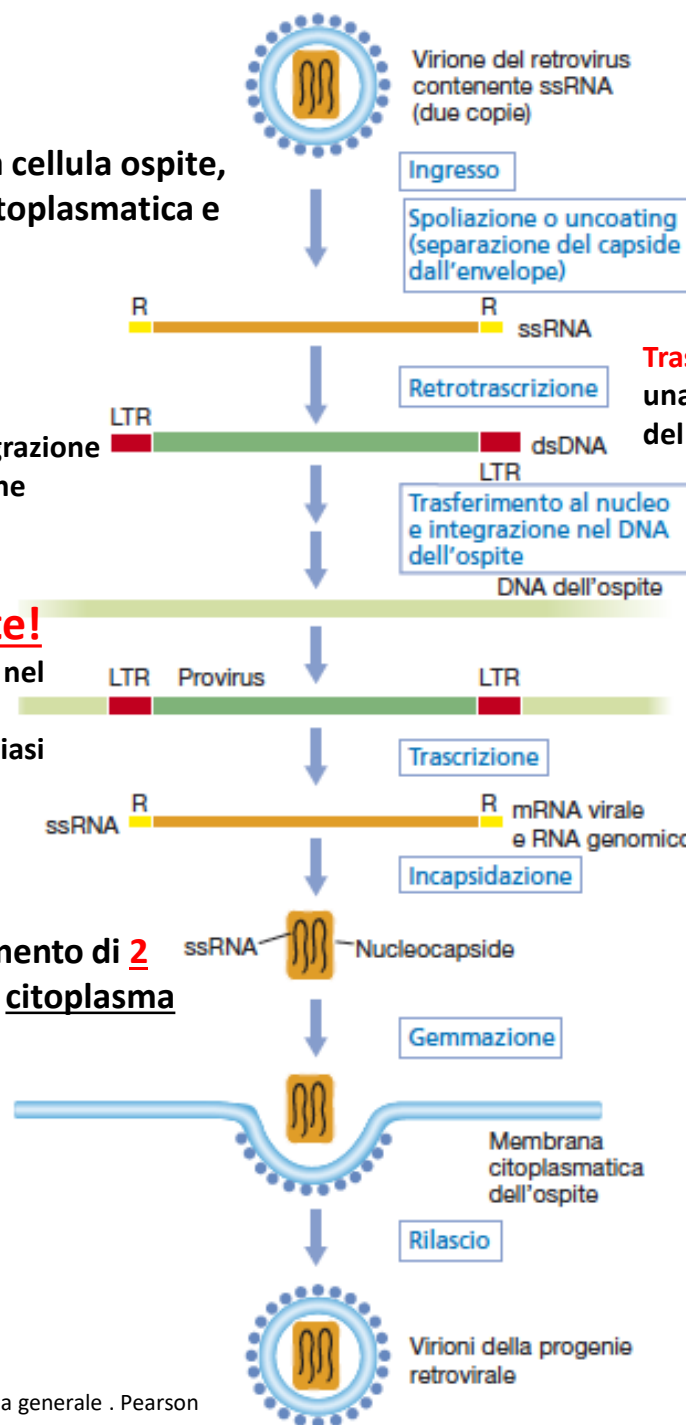 Virione del retrovirus
contenente ssRNA
(due copie)
cellula ospite,
toplasmatica e
Ingresso
Spoliazione o uncoating
(separazione del capside
dall'envelope)
R
R
ssRNA
Retrotrascrizione
Tras
una
del
LTR
grazione
ne
dsDNA
LTR
Trasferimento al nucleo
e integrazione nel DNA
dell'ospite
DNA dell'ospite
te!
nel
LTR
Provirus
LTR
iasi
Trascrizione
ssRNA
R
R
mRNA virale
e RNA genomico
Incapsidazione
mento di 2
citoplasma
ssRNA
Nucleocapside
Gemmazione
Membrana
citoplasmatica
dell'ospite
Rilascio
Virioni della progenie
retrovirale
a generale . Pearson